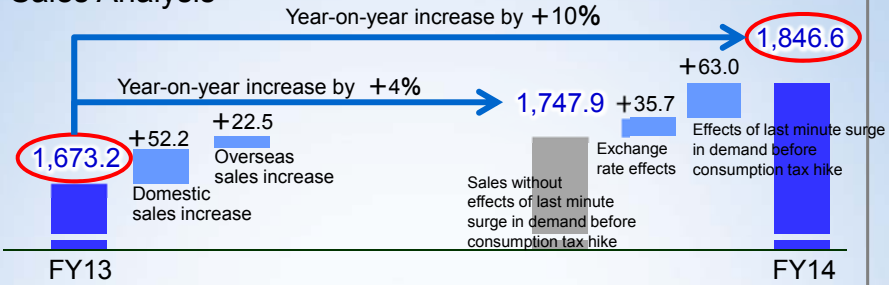 Sales Analysis
Year-on-year increase by +10%
1,846.6
+63.0
Year-on-year increase by +4%
1,747.9
+35.7
+22.5
+52.2
1,673.2
Effects of last minute surge
in demand before
consumption tax hike
Exchange
rate effects
Overseas
sales increase
Domestic
sales increase
Sales without
effects of last minute
surge in demand before
consumption tax hike
FY13
FY14